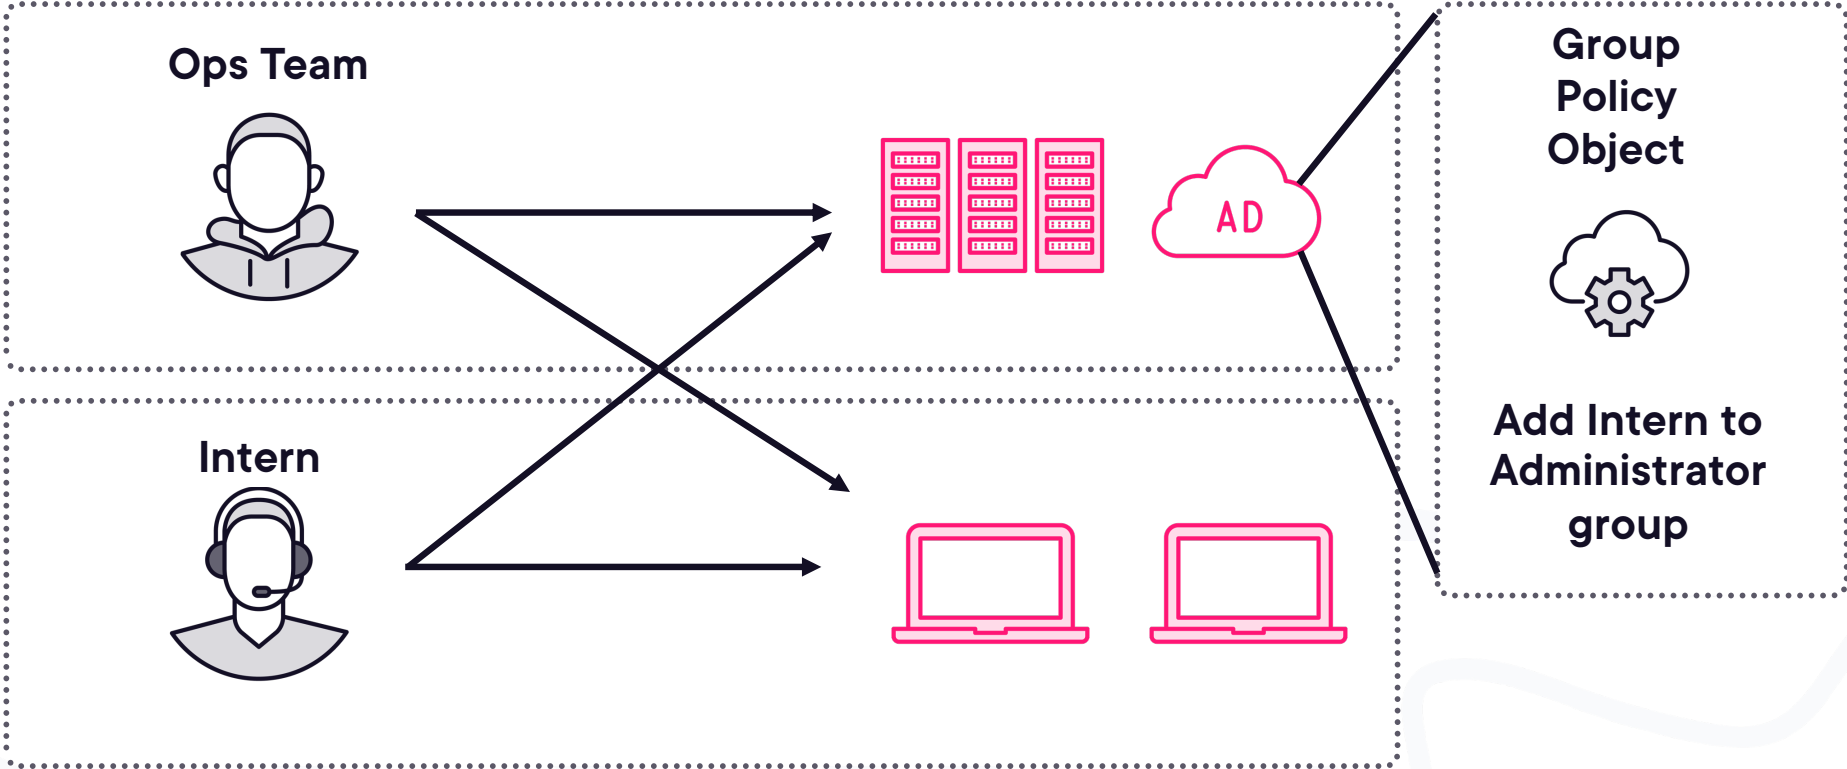 Ops Team
AD
Intern
Group
Policy
Object
Add Intern to
Administrator
group